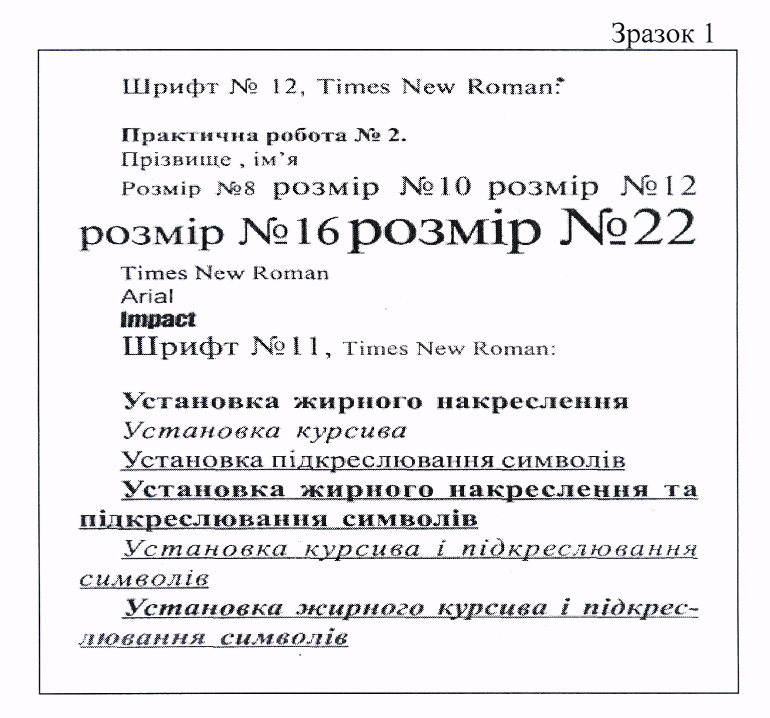 Зразок 1
Шрифт № 12, Times New Roman:
Практична робота № 2.
Прізвище , ім’я
Розмір №8 розмір №10 розмір №12
розмір №16 розмір №22
Times New Roman
Arial
Impact
Шрифт №11, Times New Roman:
Установка жирного накреслення
Установка курсива
Установка підкреслювання символів
Установка жирного накреслення та
підкреслювання символів
Установка курсива і підкреслювання
символів
Установка жирного курсива і підкрес-
лювання символів